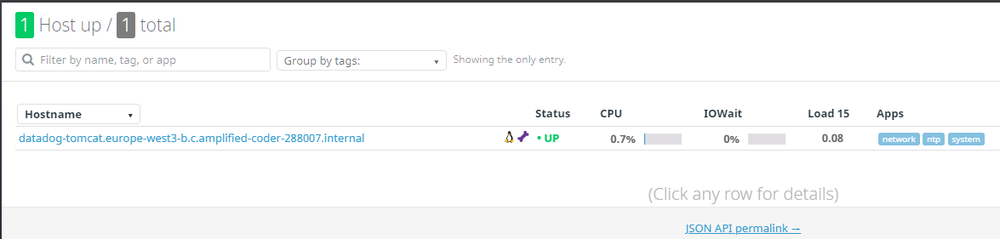 1 Host up / 1 total
Filter by name, tag, or app Group by tags: Showing the only entry.
Hostname Status CPU IOWait Load 15 Apps
datadog-tomcat.europe-west3-b.c.amplified-coder-288007.internal • UP 0.7% 0% 0.08 network ntp system
(Click any row for details)
JSON API permalink →